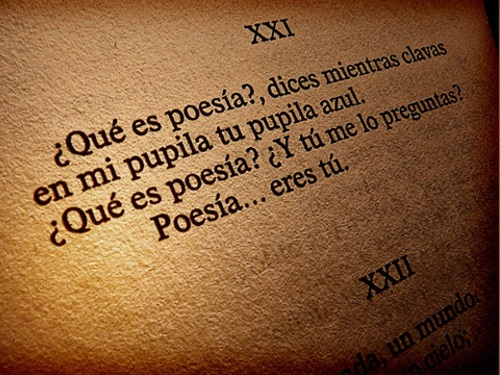 XXI
¿Qué es poesía?, dices mientras clavas
en mi pupila tu pupila azul.
¿Qué es poesía? ¿Y tú me lo preguntas?
Poesía... eres tú.
XXII
un mundo
cielo;